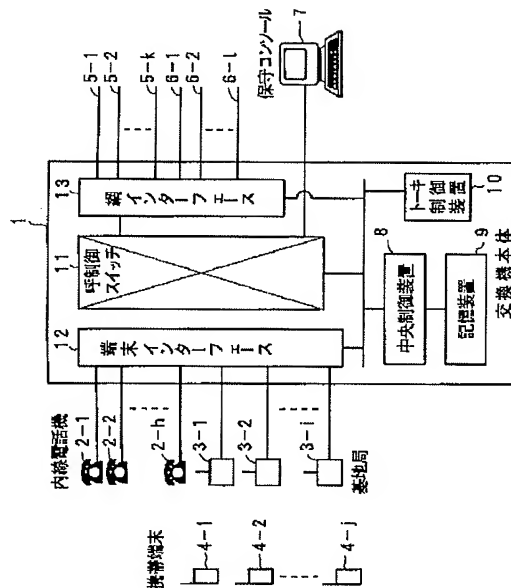 1
内線電話機
2-1
2-2
2-h
3-1
3-2
3-i
基地局
携帯端末
4-1
4-2
4-j
12
端末インターフェース
11
呼制御スイッチ
13
網インターフェース
5-1
5-2
5-k
6-1
6-2
6-l
保守コンソール
7
8
中央制御装置
9
記憶装置
トーキ制御装置
10
交換機本体